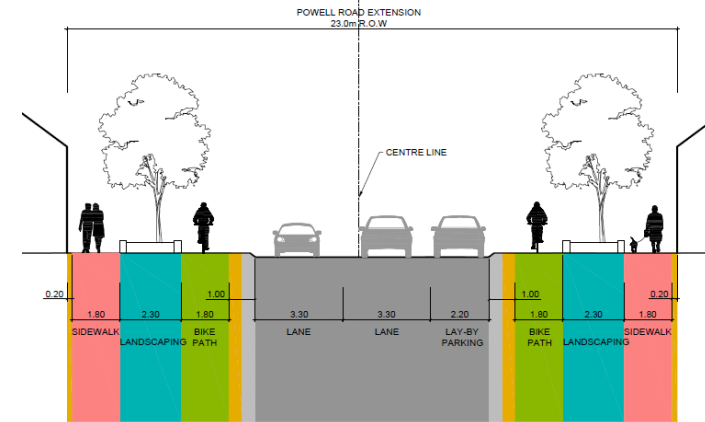 POWELL ROAD EXTENSION
23.0m R.O.W
CENTRE LINE
0.20
1.00
1.00
0.20
1.80
2.30
1.80
3.30
3.30
2.20
1.80
2.30
1.80
SIDEWALK
LANDSCAPING
BIKE
PATH
LANE
LANE
LAY-BY
PARKING
BIKE
PATH
LANDSCAPING
SIDEWALK